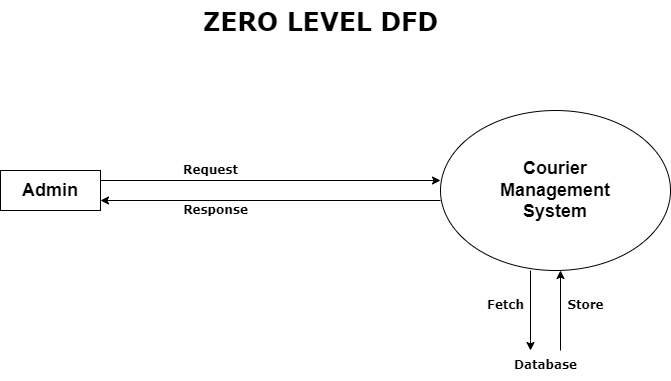 ZERO LEVEL DFD
Request
Admin
Response
Courier
Management
System
Fetch
Store
Database